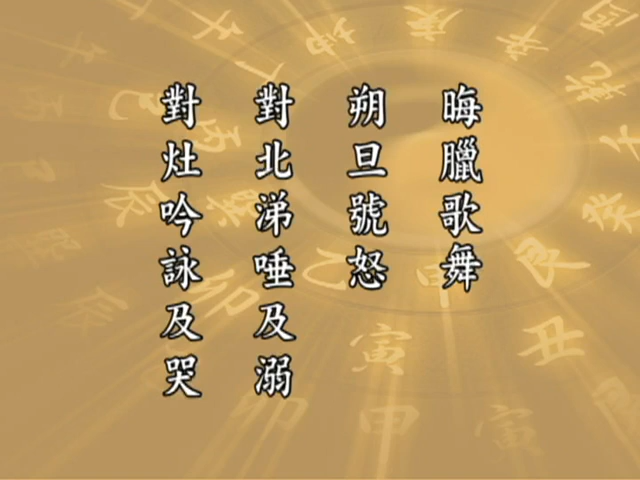 晦臘歌舞
朔旦號怒
對北涕唾及溺
對灶吟詠及哭